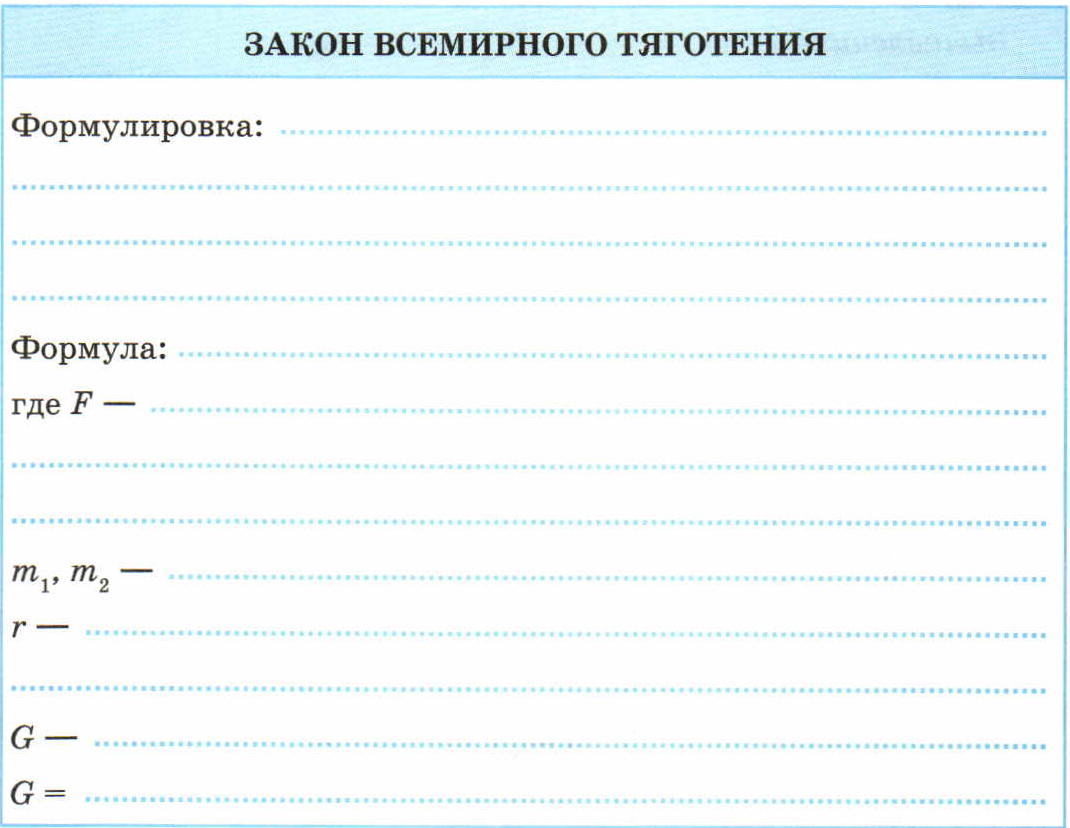 ЗАКОН ВСЕМИРНОГО ТЯГОТЕНИЯ
Формулировка:
Формула:
где F —
m₁, m₂ —
r —
G —
G =